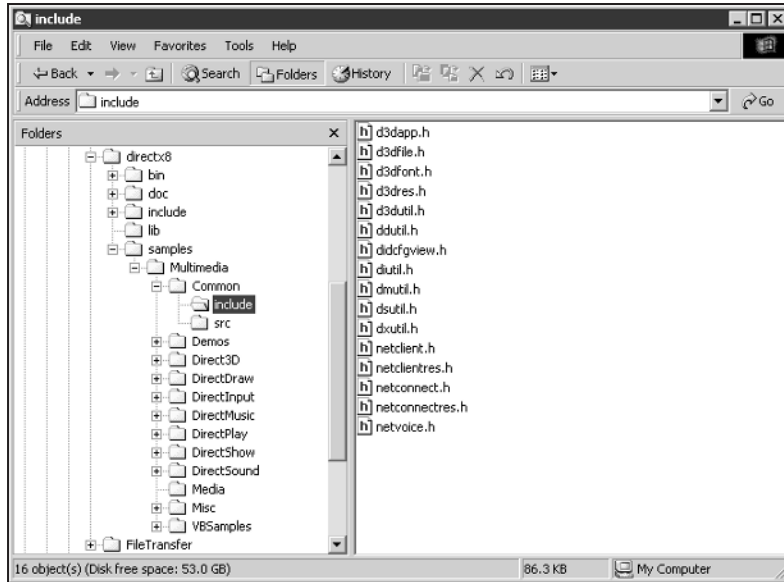 include
File Edit View Favorites Tools Help
Back Search Folders History
Address include Go
Folders
directx8
bin
doc
include
lib
samples
Multimedia
Common
include
src
Demos
Direct3D
DirectDraw
DirectInput
DirectMusic
DirectPlay
DirectShow
DirectSound
Media
Misc
VBSamples
FileTransfer
d3dapp.h
d3dfile.h
d3dfont.h
d3dres.h
d3dutil.h
ddutil.h
didcfgview.h
diutil.h
dmutil.h
dsutil.h
dxutil.h
netclient.h
netclientres.h
netconnect.h
netconnectres.h
netvoice.h
16 object(s) (Disk free space: 53.0 GB) 86.3 KB My Computer